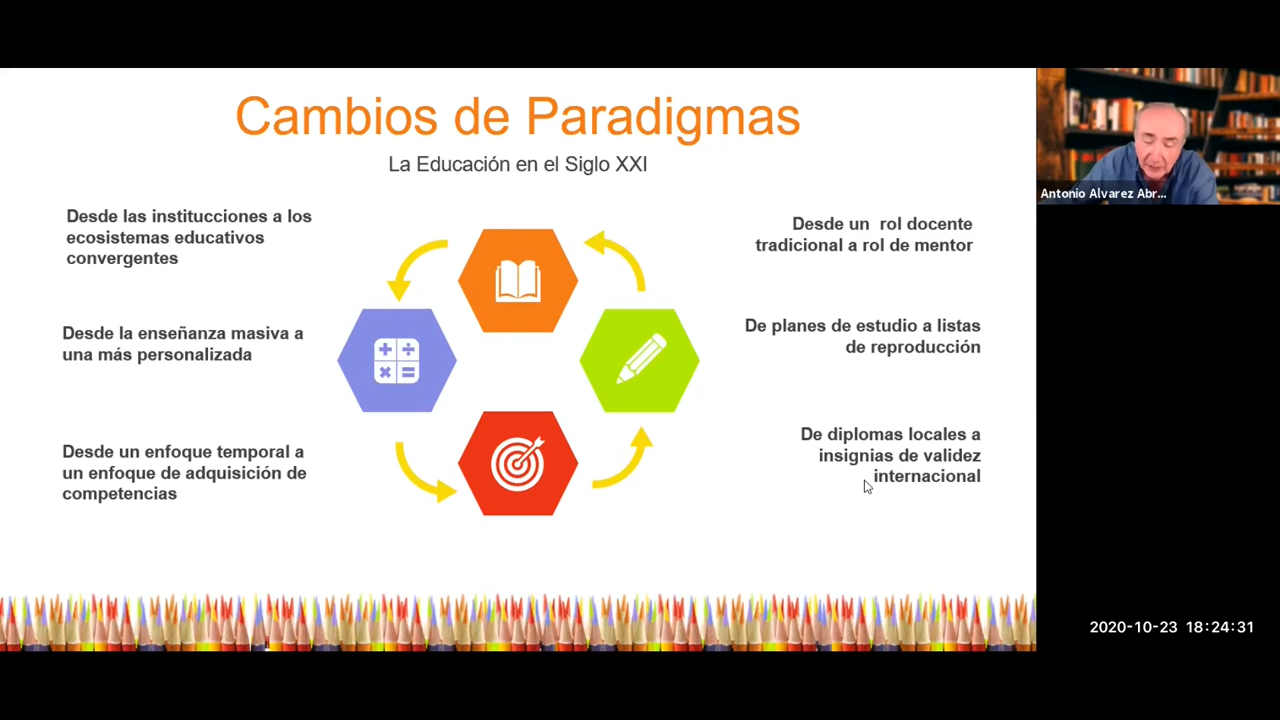 Cambios de Paradigmas
La Educación en el Siglo XXI
Desde las instituciones a los
ecosistemas educativos
convergentes
Desde la enseñanza masiva a
una más personalizada
Desde un enfoque temporal a
un enfoque de adquisición de
competencias
Desde un rol docente
tradicional a rol de mentor
De planes de estudio a listas
de reproducción
De diplomas locales a
insignias de validez
internacional
Antonio Alvarez Abr...
2020-10-23 18:24:31